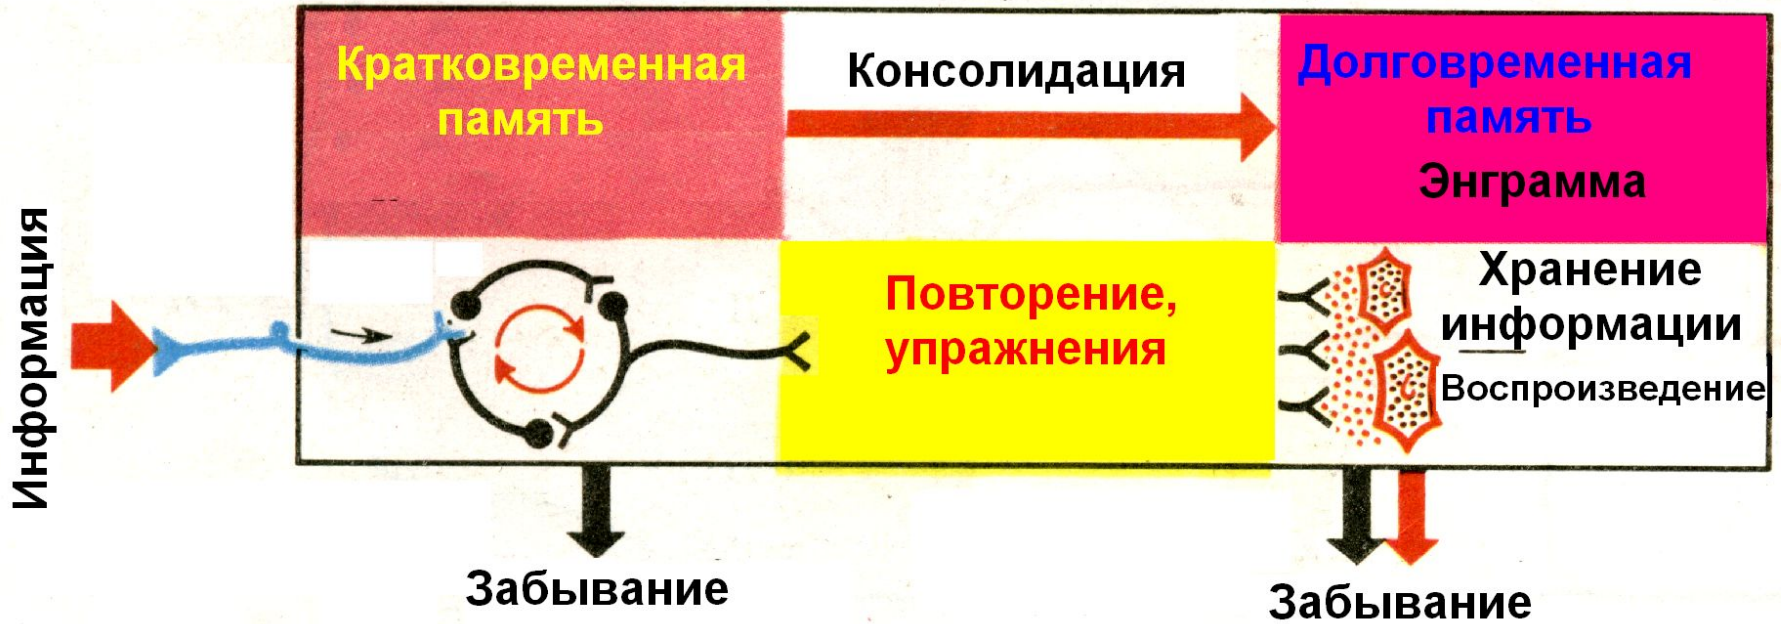 Информация
Кратковременная
память
Консолидация
Долговременная
память
Энграмма
Повторение,
упражнения
Хранение
информации
Воспроизведение
Забывание
Забывание